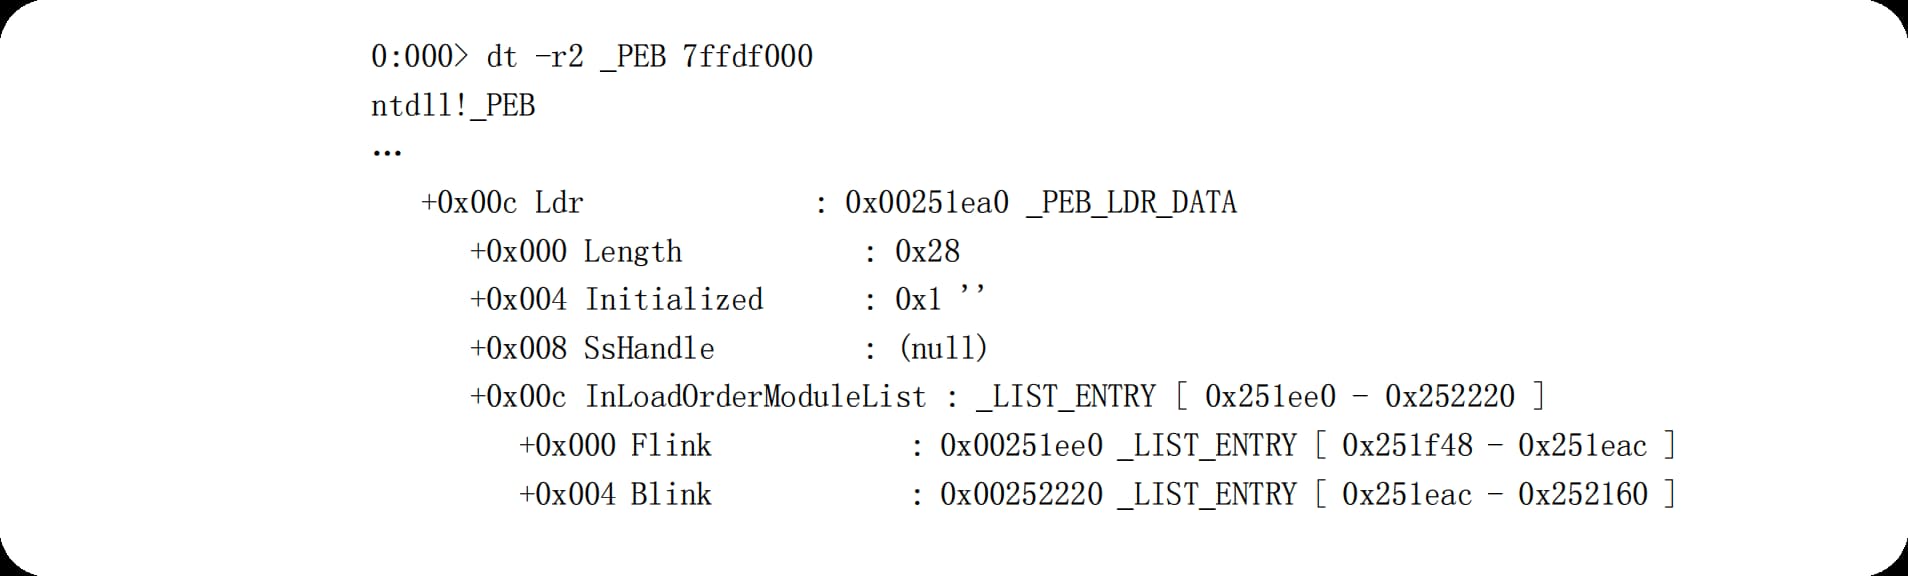 0:000> dt -r2 _PEB 7ffdf000
ntdll!_PEB
…
+0x00c Ldr : 0x00251ea0 _PEB_LDR_DATA
+0x000 Length : 0x28
+0x004 Initialized : 0x1 ’’
+0x008 SsHandle : (null)
+0x00c InLoadOrderModuleList : _LIST_ENTRY [ 0x251ee0 - 0x252220 ]
+0x000 Flink : 0x00251ee0 _LIST_ENTRY [ 0x251f48 - 0x251eac ]
+0x004 Blink : 0x00252220 _LIST_ENTRY [ 0x251eac - 0x252160 ]